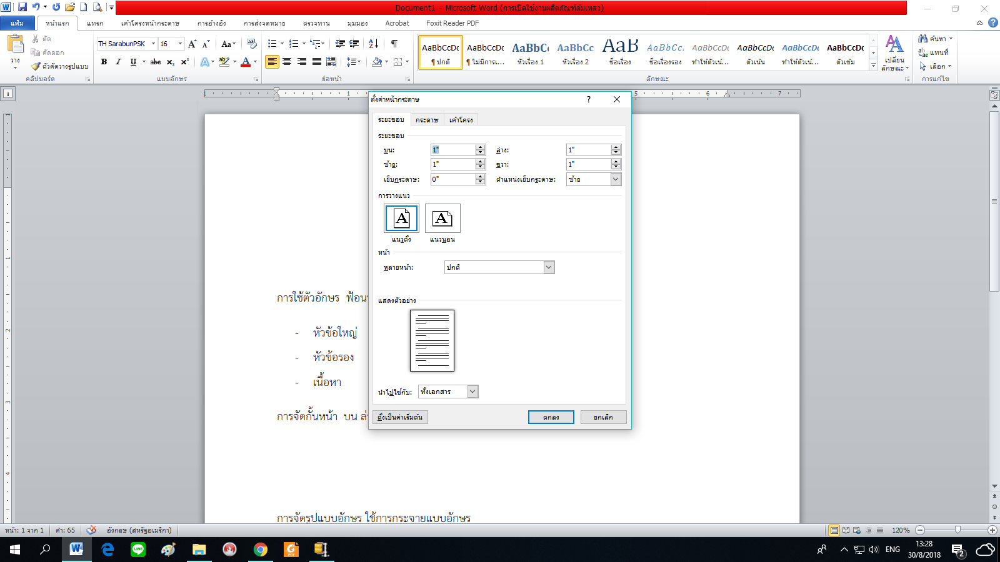 Document1 - Microsoft Word (การเปิดใช้งานผลิตภัณฑ์ล้มเหลว)
แฟ้ม หน้าแรก แทรก เค้าโครงหน้ากระดาษ การอ้างอิง การส่งจดหมาย ตรวจทาน มุมมอง Acrobat Foxit Reader PDF
วาง
ตัด
คัดลอก
ตัวคัดวางรูปแบบ
คลิปบอร์ด
TH SarabunPSK 16
แบบอักษร
ย่อหน้า
AaBbCcDc AaBbCcDc AaBbCcI AaBbCc AaB AaBbCc. AaBbCcDc AaBbCcDc AaBbCcDc AaBbCcDc
¶ ปกติ ¶ ไม่มีการเ... หัวเรื่อง 1 หัวเรื่อง 2 ชื่อเรื่อง ชื่อเรื่องรอง ทำให้ตัวเน้... ตัวเน้น ทำให้ตัวเน้... ตัวเข้ม
ลักษณะ
เปลี่ยน
ลักษณะ
ค้นหา
แทนที่
เลือก
การแก้ไข
ตั้งค่าหน้ากระดาษ
ระยะขอบ กระดาษ เค้าโครง
ระยะขอบ
บน: 1" ล่าง: 1"
ซ้าย: 1" ขวา: 1"
เย็บกระดาษ: 0" ตำแหน่งเย็บกระดาษ: ซ้าย
การวางแนว
แนวตั้ง แนวนอน
หน้า
หลายหน้า: ปกติ
แสดงตัวอย่าง
นำไปใช้กับ: ทั้งเอกสาร
ตั้งเป็นค่าเริ่มต้น ตกลง ยกเลิก
การใช้ตัวอักษร ฟ้อน
- หัวข้อใหญ่
- หัวข้อรอง
- เนื้อหา
การจัดกั้นหน้า บน ล่
การจัดรูปแบบอักษร ใช้การกระจายแบบอักษร
หน้า: 1 จาก 1 คำ: 65 อังกฤษ (สหรัฐอเมริกา) 120%
ENG 13:28
30/8/2018
2